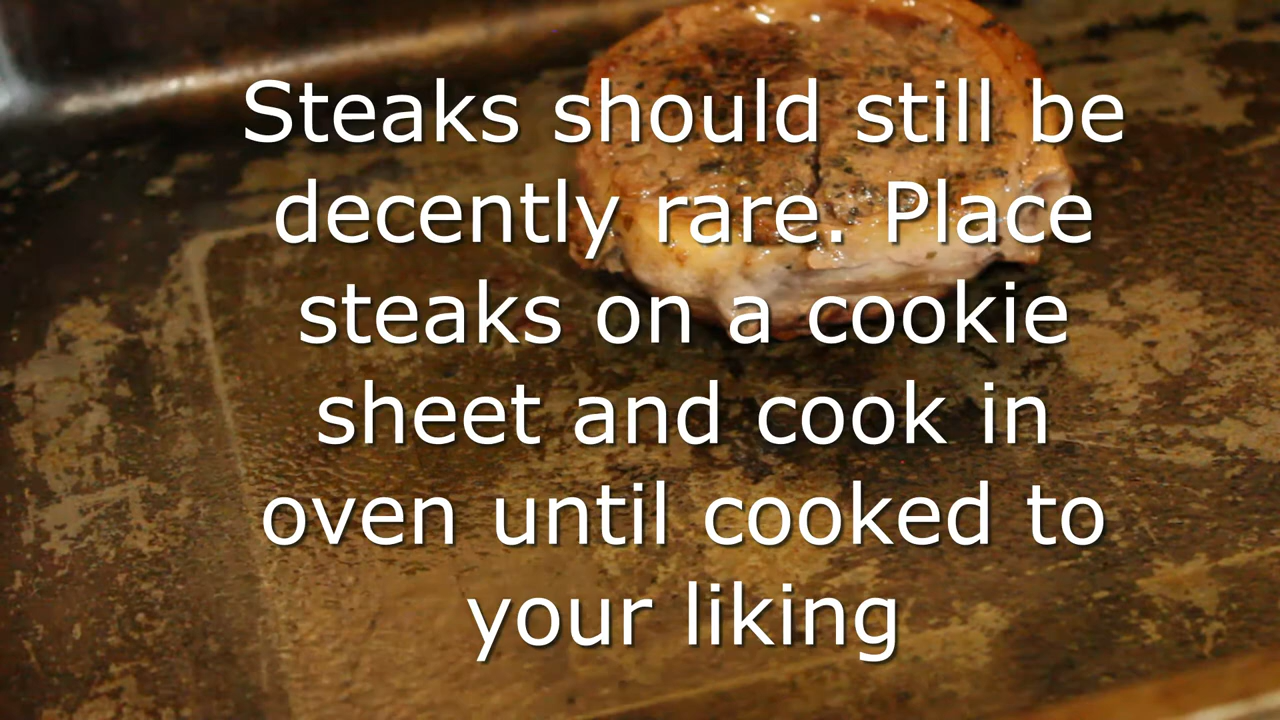 Steaks should still be
decently rare. Place
steaks on a cookie
sheet and cook in
oven until cooked to
your liking